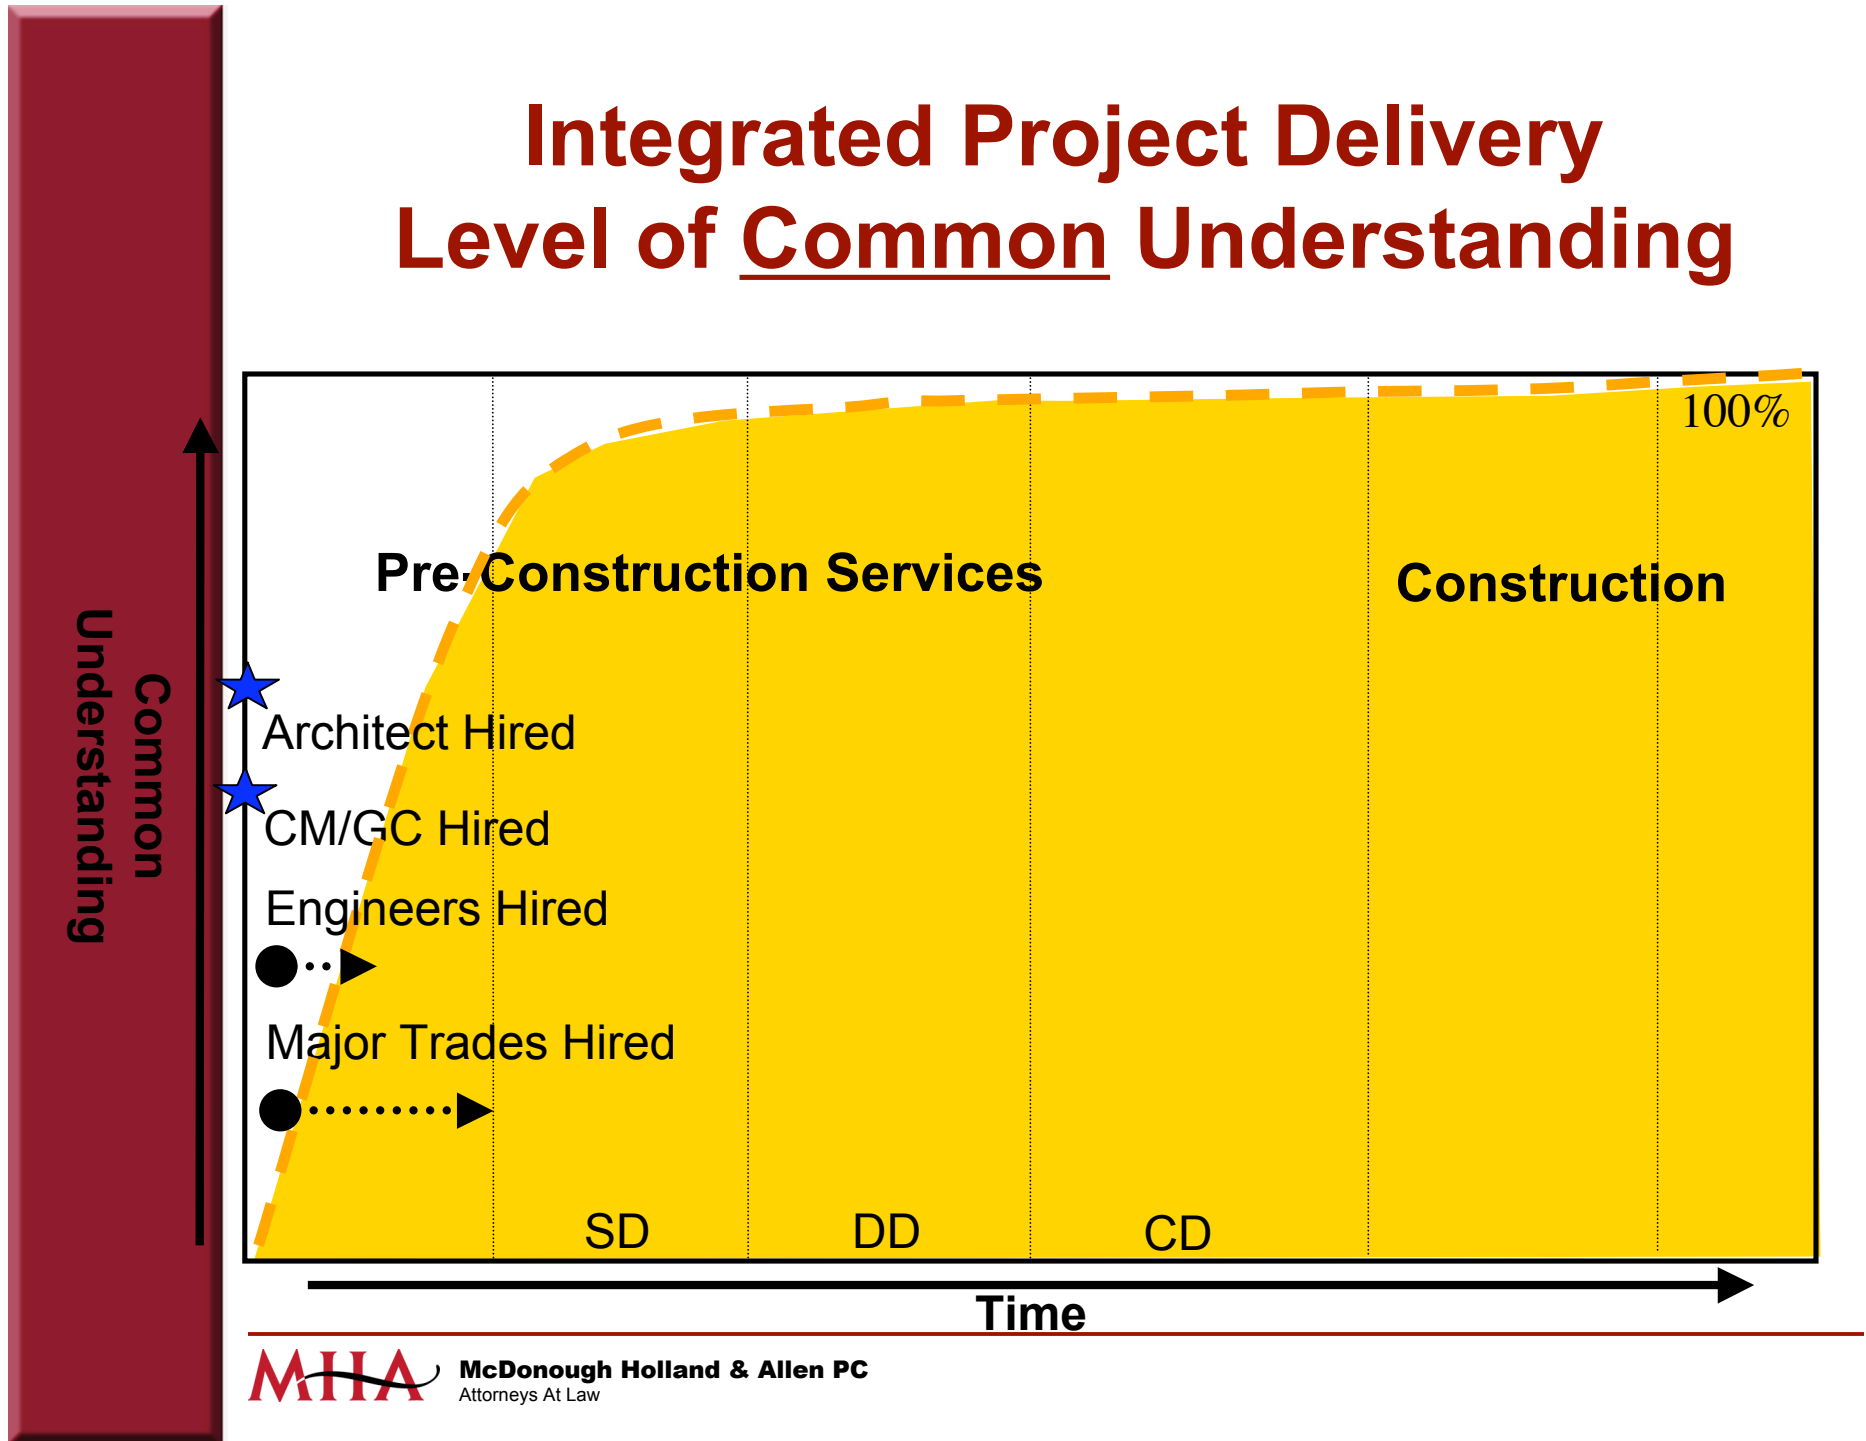 Integrated Project Delivery
Level of Common Understanding
100%
Pre-Construction Services
Construction
Common
Understanding
Architect Hired
CM/GC Hired
Engineers Hired
Major Trades Hired
SD
DD
CD
Time
MHA
McDonough Holland & Allen PC
Attorneys At Law